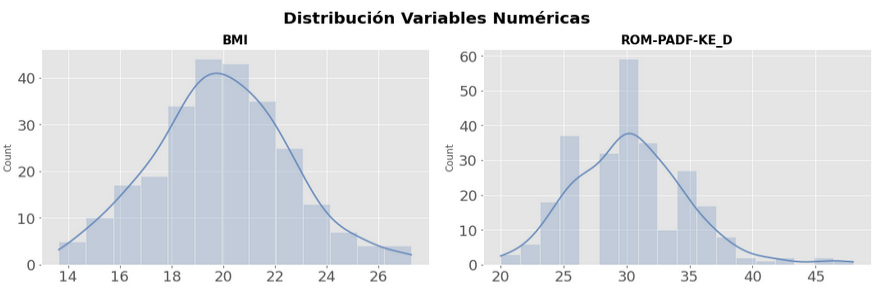 Distribución Variables Numéricas
BMI
ROM-PADF-KE_D
Count
40
30
20
10
0
14 16 18 20 22 24 26
Count
60
50
40
30
20
10
0
20 25 30 35 40 45